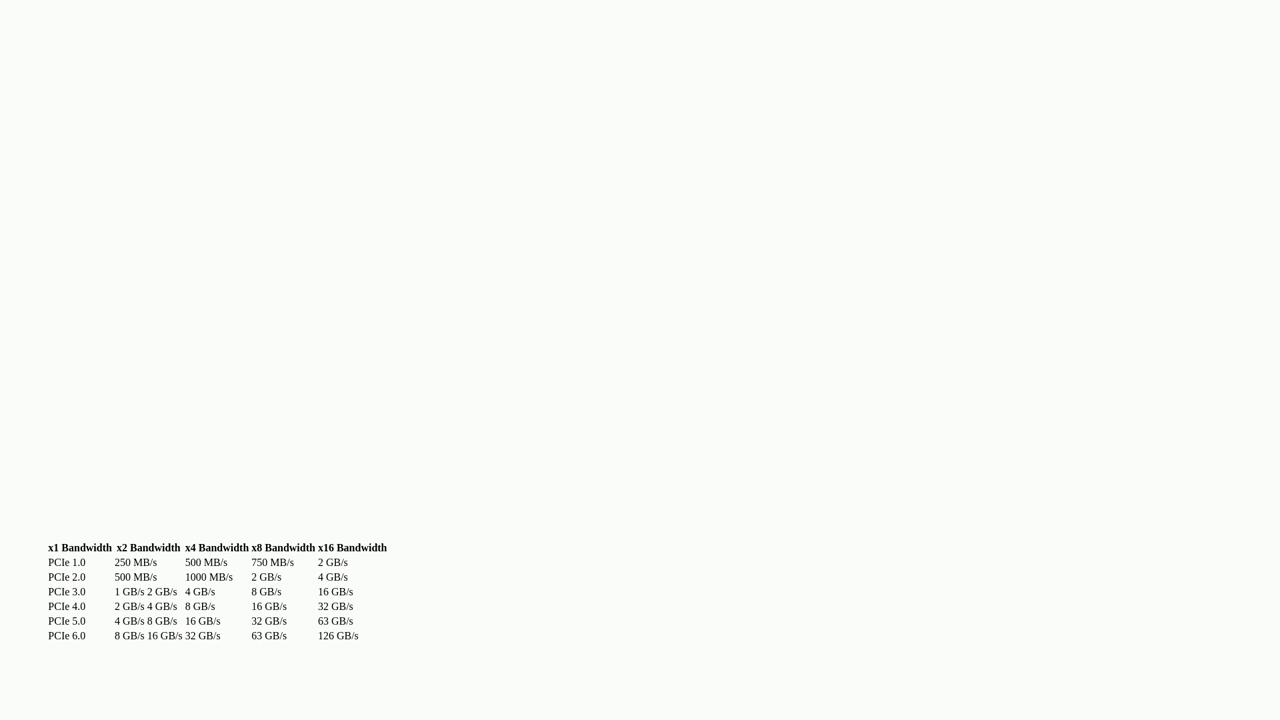 x1 Bandwidth x2 Bandwidth x4 Bandwidth x8 Bandwidth x16 Bandwidth
PCIe 1.0 250 MB/s 500 MB/s 750 MB/s 2 GB/s
PCIe 2.0 500 MB/s 1000 MB/s 2 GB/s 4 GB/s
PCIe 3.0 1 GB/s 2 GB/s 4 GB/s 8 GB/s 16 GB/s
PCIe 4.0 2 GB/s 4 GB/s 8 GB/s 16 GB/s 32 GB/s
PCIe 5.0 4 GB/s 8 GB/s 16 GB/s 32 GB/s 63 GB/s
PCIe 6.0 8 GB/s 16 GB/s 32 GB/s 63 GB/s 126 GB/s